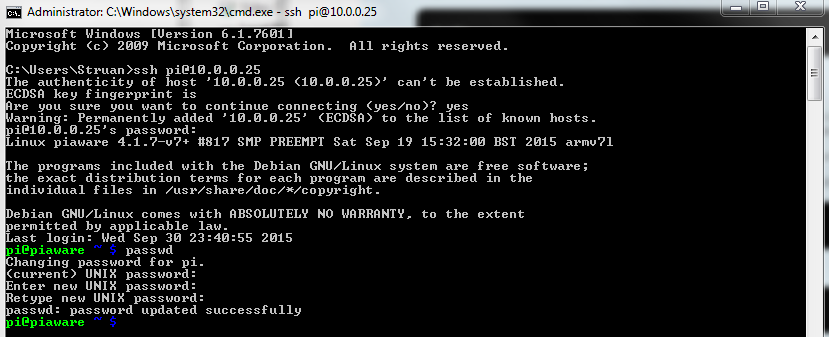 Administrator: C:\Windows\system32\cmd.exe - ssh pi@10.0.0.25
Microsoft Windows [Version 6.1.7601]
Copyright (c) 2009 Microsoft Corporation.  All rights reserved.
C:\Users\Struan>ssh pi@10.0.0.25
The authenticity of host '10.0.0.25 (10.0.0.25)' can't be established.
ECDSA key fingerprint is
Are you sure you want to continue connecting (yes/no)? yes
Warning: Permanently added '10.0.0.25' (ECDSA) to the list of known hosts.
pi@10.0.0.25's password:
Linux piaware 4.1.7-v7+ #817 SMP PREEMPT Sat Sep 19 15:32:00 BST 2015 armv7l
The programs included with the Debian GNU/Linux system are free software;
the exact distribution terms for each program are described in the
individual files in /usr/share/doc/*/copyright.
Debian GNU/Linux comes with ABSOLUTELY NO WARRANTY, to the extent
permitted by applicable law.
Last login: Wed Sep 30 23:40:55 2015
pi@piaware ~ $ passwd
Changing password for pi.
(current) UNIX password:
Enter new UNIX password:
Retype new UNIX password:
passwd: password updated successfully
pi@piaware ~ $